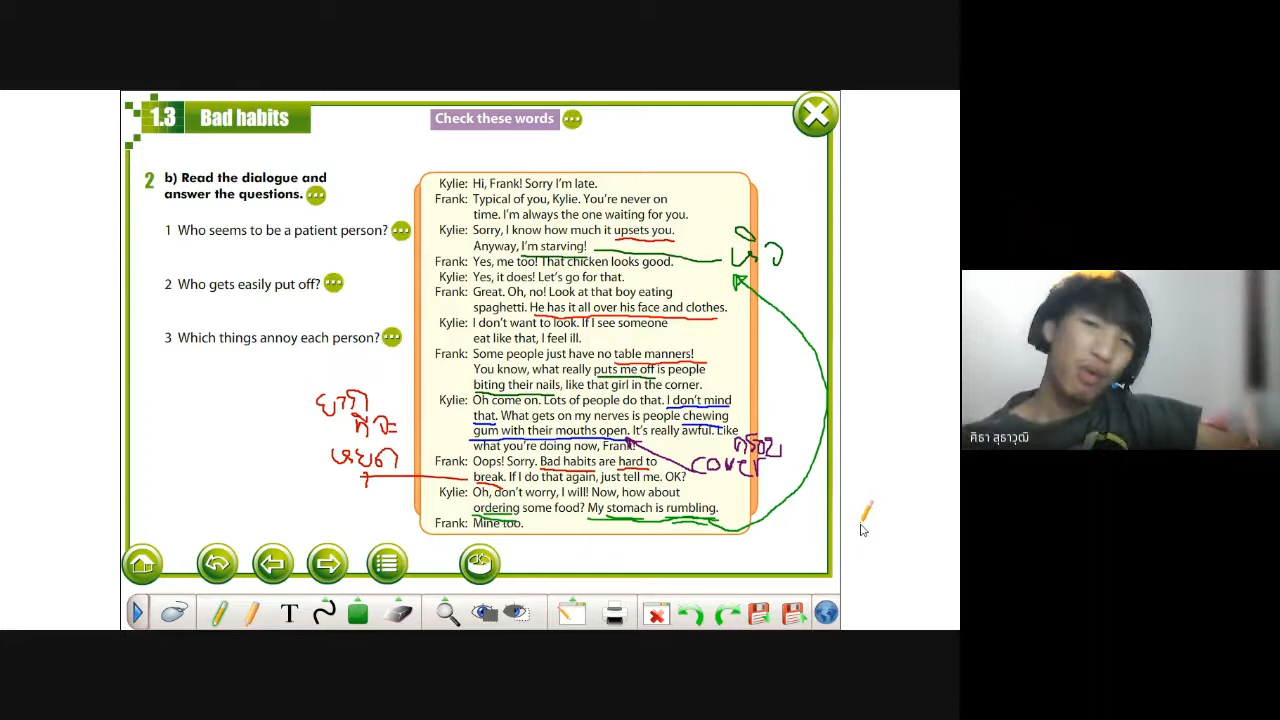 1.3 Bad habits
Check these words
2 b) Read the dialogue and
answer the questions.
1 Who seems to be a patient person?
2 Who gets easily put off?
3 Which things annoy each person?
Kylie: Hi, Frank! Sorry I'm late.
Frank: Typical of you, Kylie. You're never on
time. I'm always the one waiting for you.
Kylie: Sorry, I know how much it upsets you.
Anyway, I'm starving!
Frank: Yes, me too! That chicken looks good.
Kylie: Yes, it does! Let's go for that.
Frank: Great. Oh, no! Look at that boy eating
spaghetti. He has it all over his face and clothes.
Kylie: I don't want to look. If I see someone
eat like that, I feel ill.
Frank: Some people just have no table manners!
You know, what really puts me off is people
biting their nails, like that girl in the corner.
Kylie: Oh come on. Lots of people do that. I don't mind
that. What gets on my nerves is people chewing
gum with their mouths open. It's really awful. Like
what you're doing now, Frank!
Frank: Oops! Sorry. Bad habits are hard to
break. If I do that again, just tell me. OK?
Kylie: Oh, don't worry, I will! Now, how about
ordering some food? My stomach is rumbling.
Frank: Mine too.
หิว
ยาก
ที่จะ
หยุด
cover
T
ศิธา สุธาวุฒิ